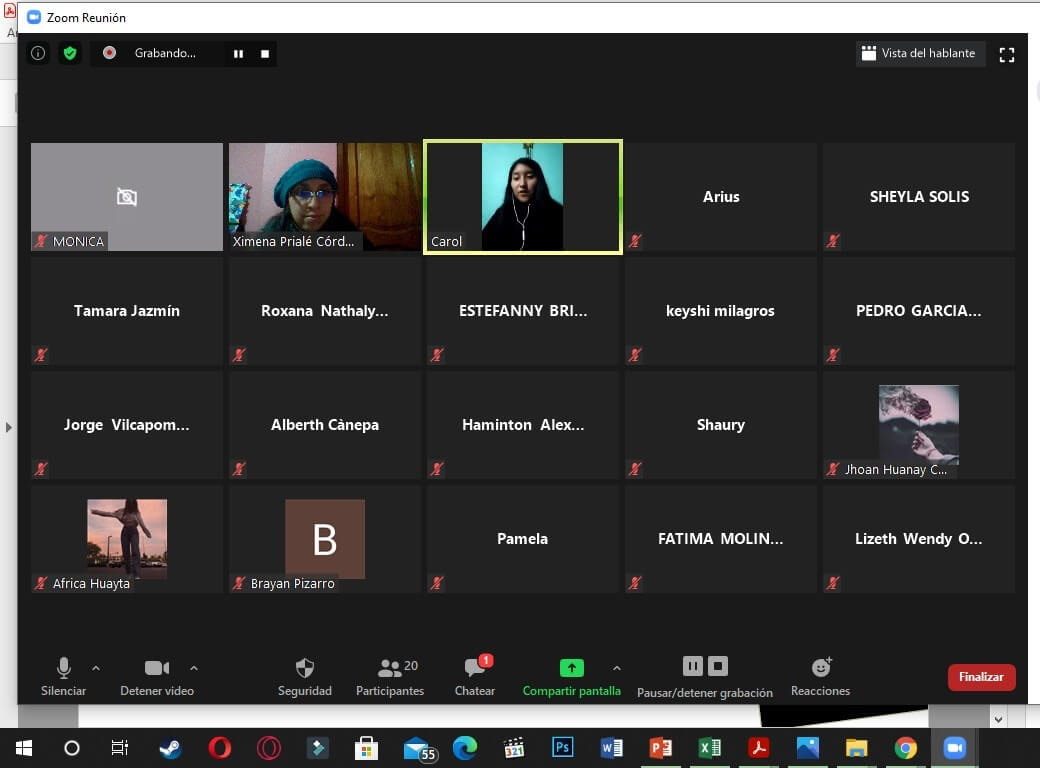 Zoom Reunión
Grabando...
Vista del hablante
MONICA
Ximena Prialé Córd...
Carol
Arius
SHEYLA SOLIS
Tamara Jazmín
Roxana Nathaly...
ESTEFANNY BRI...
keyshi milagros
PEDRO GARCIA...
Jorge Vilcapom...
Alberth Cànepa
Haminton Alex...
Shaury
Jhoan Huanay C...
Africa Huayta
B
Brayan Pizarro
Pamela
FATIMA MOLIN...
Lizeth Wendy O...
20
1
Silenciar
Detener video
Seguridad
Participantes
Chatear
Compartir pantalla
Pausar/detener grabación
Reacciones
Finalizar
55
321
Ps